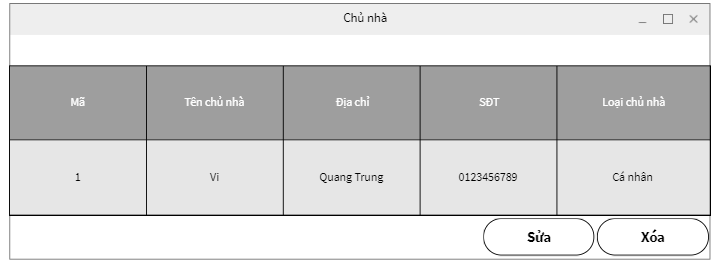 Chủ nhà
Mã Tên chủ nhà Địa chỉ SĐT Loại chủ nhà
1 Vi Quang Trung 0123456789 Cá nhân
Sửa Xóa